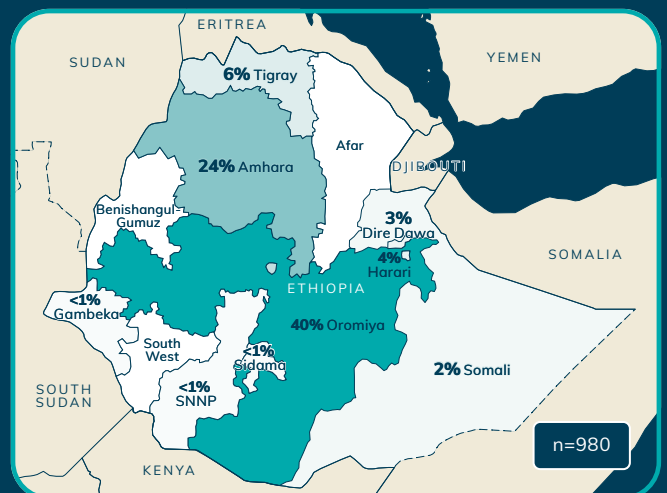 ERITREA
SUDAN
YEMEN
6% Tigray
Afar
24% Amhara
DJIBOUTI
Benishangul-
Gumuz
3%
Dire Dawa
SOMALIA
4%
Harari
ETHIOPIA
<1%
Gambeka
40% Oromiya
South
West
<1%
Sidama
2% Somali
<1%
SNNP
SOUTH
SUDAN
n=980
KENYA